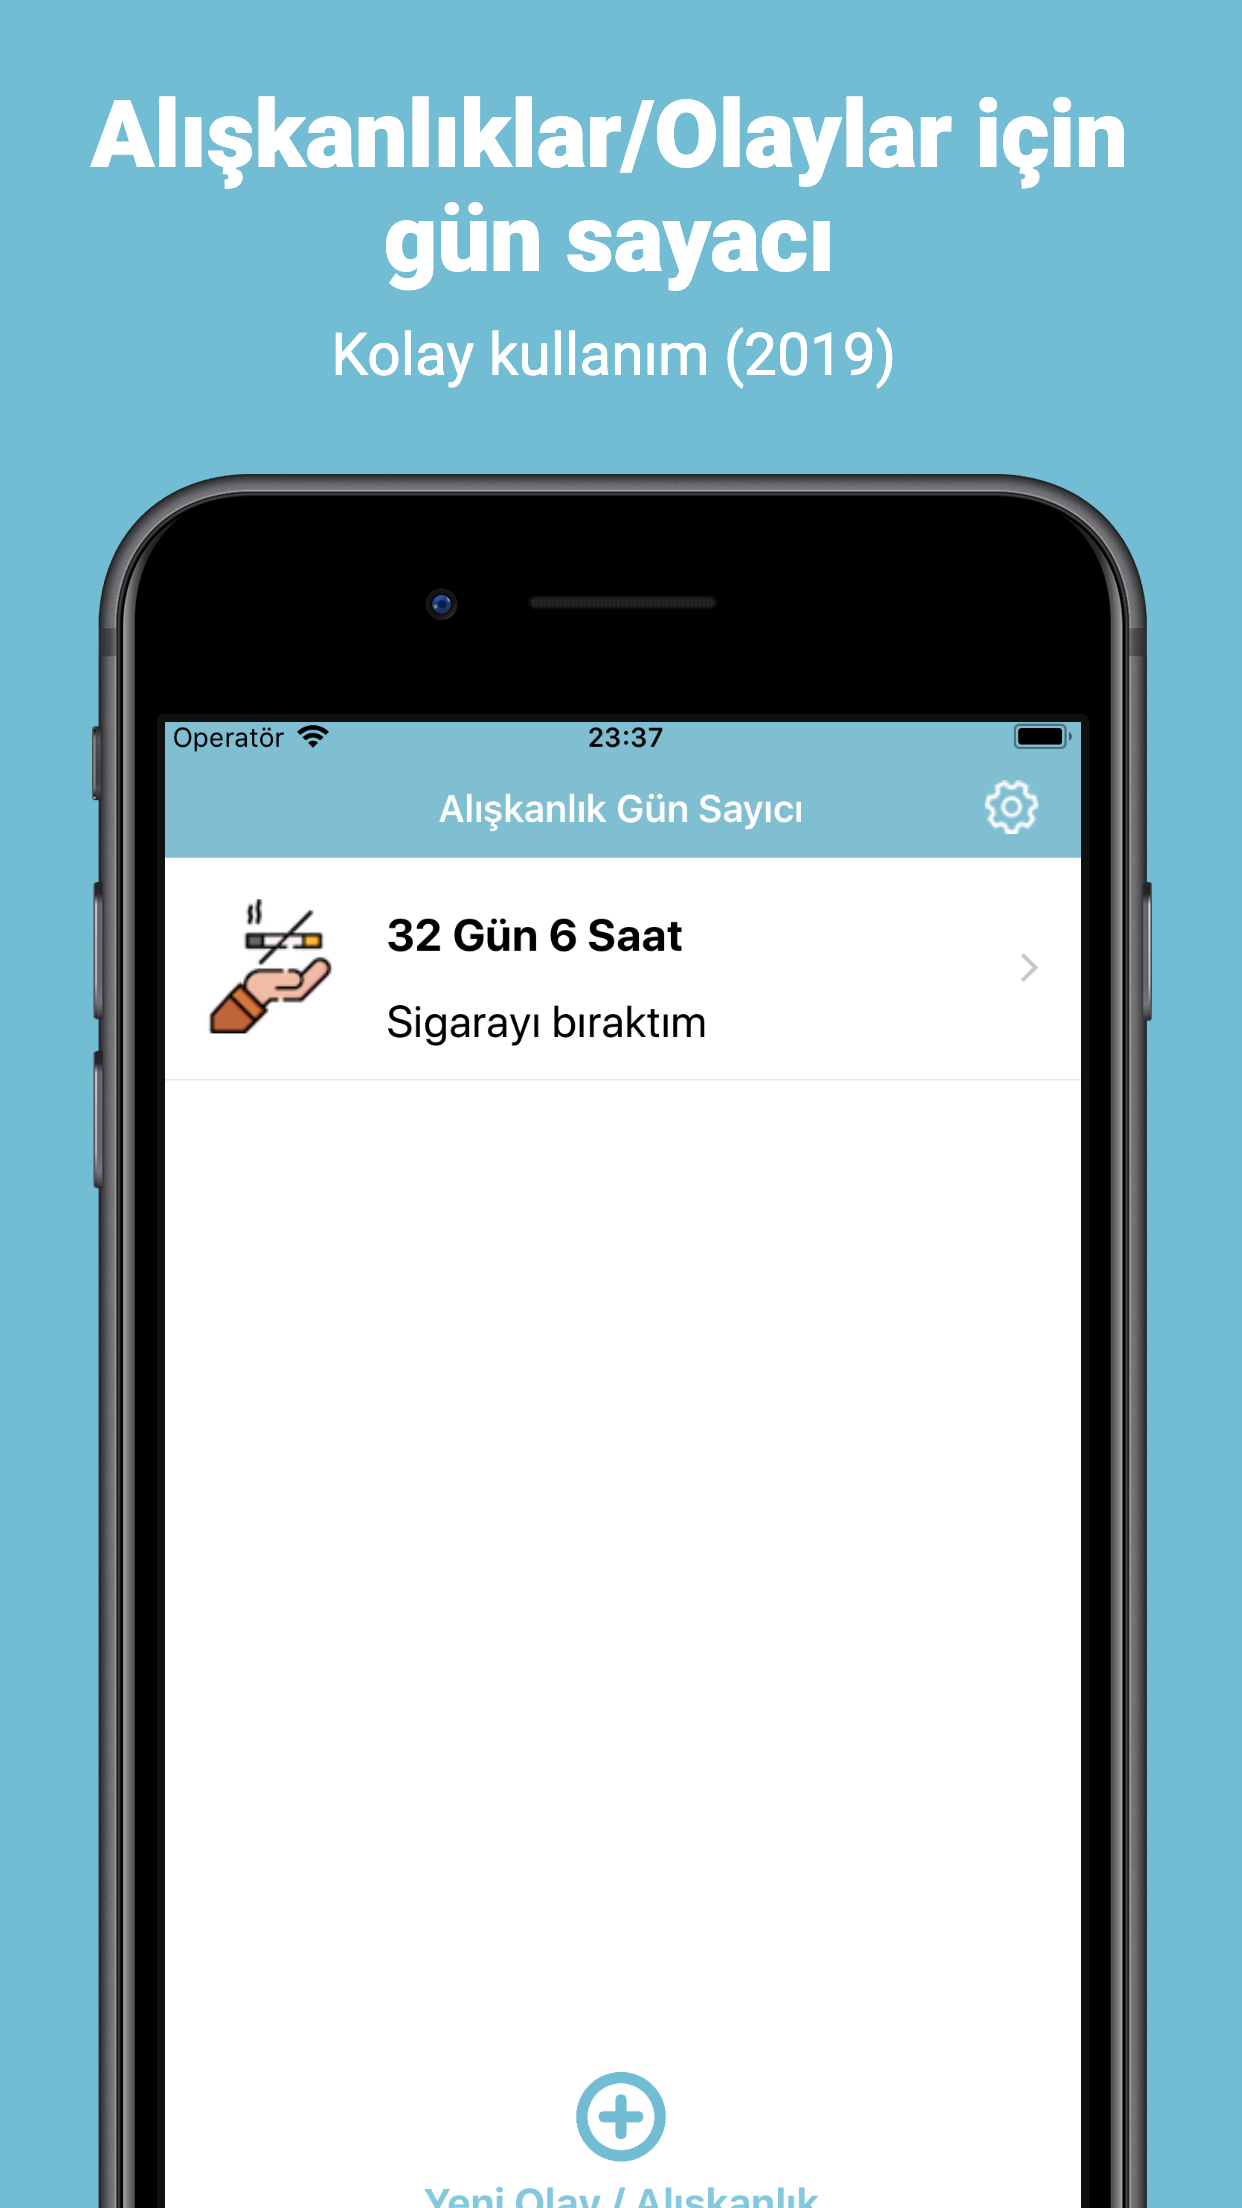 Alışkanlıklar/Olaylar için
gün sayacı
Kolay kullanım (2019)
Operatör 23:37
Alışkanlık Gün Sayıcı
32 Gün 6 Saat
Sigarayı bıraktım
Yeni Olay / Alışkanlık